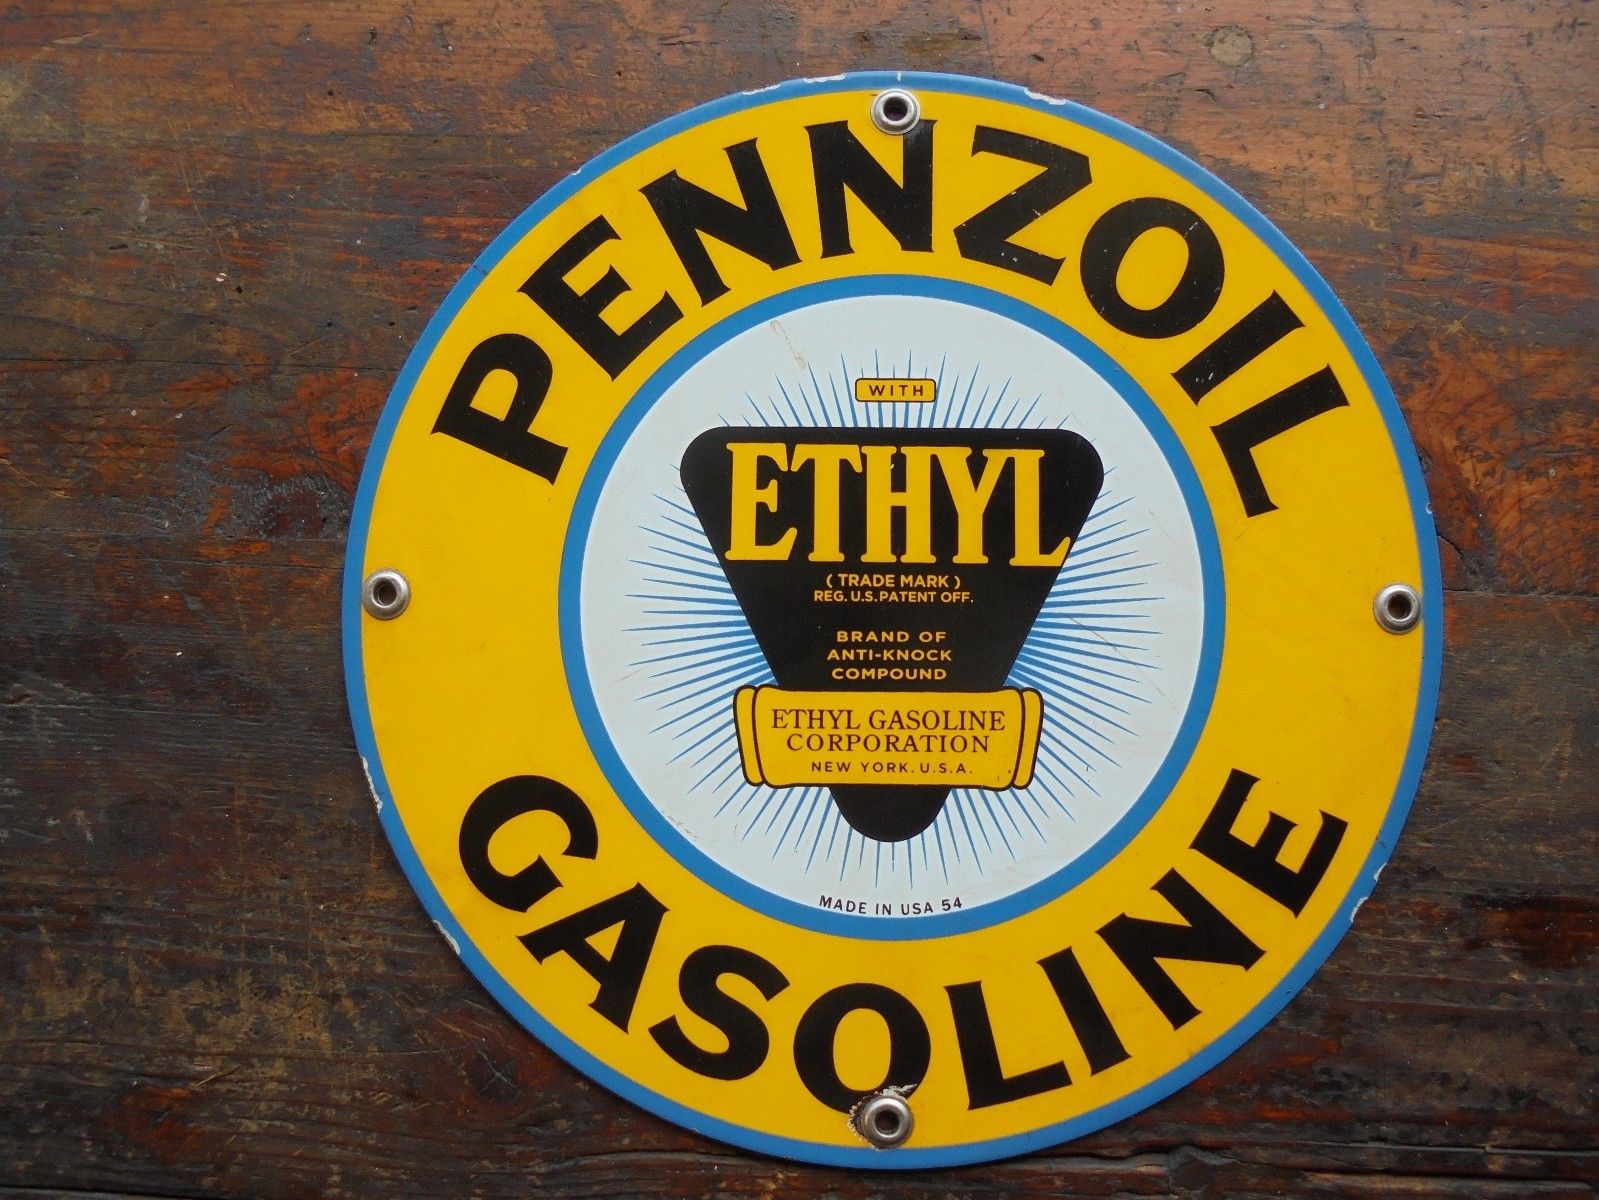 PENNZOIL
WITH
ETHYL
( TRADE MARK )
REG. U.S. PATENT OFF.
BRAND OF
ANTI-KNOCK
COMPOUND
ETHYL GASOLINE
CORPORATION
NEW YORK. U.S.A.
MADE IN USA 54
GASOLINE